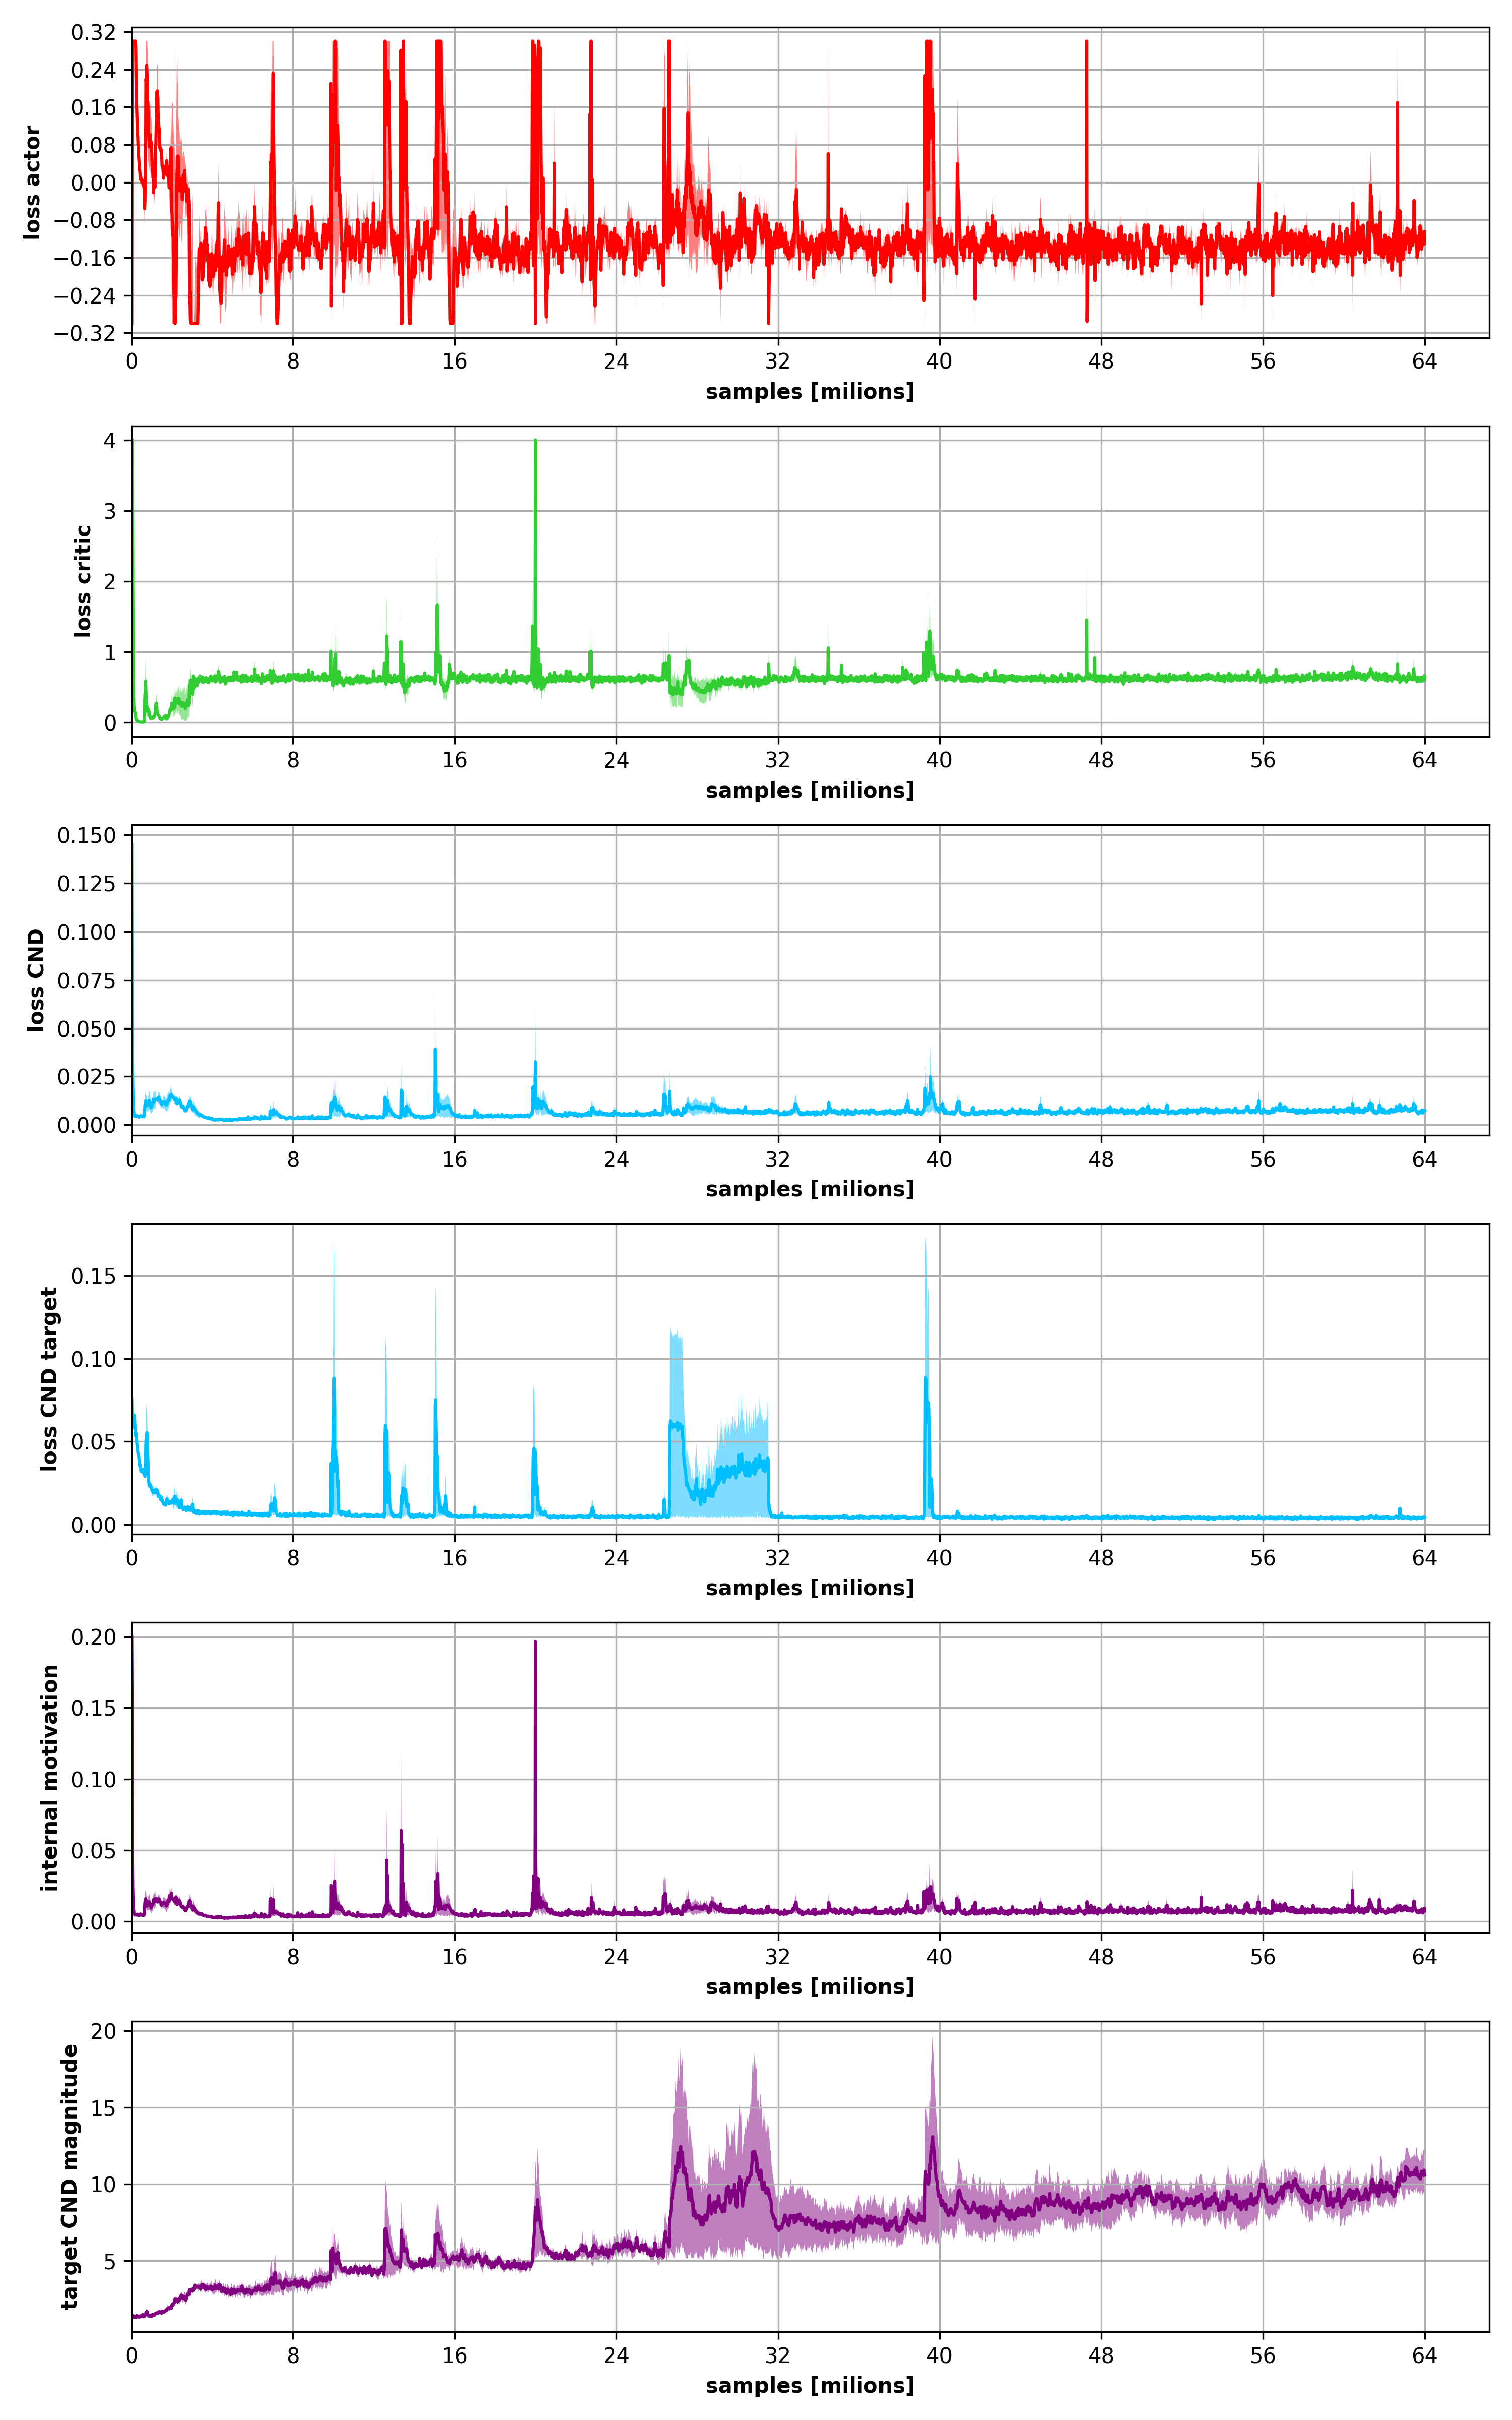 loss actor
0.32
0.24
0.16
0.08
0.00
−0.08
−0.16
−0.24
−0.32
0 8 16 24 32 40 48 56 64
samples [milions]
loss critic
4
3
2
1
0
0 8 16 24 32 40 48 56 64
samples [milions]
loss CND
0.150
0.125
0.100
0.075
0.050
0.025
0.000
0 8 16 24 32 40 48 56 64
samples [milions]
loss CND target
0.15
0.10
0.05
0.00
0 8 16 24 32 40 48 56 64
samples [milions]
internal motivation
0.20
0.15
0.10
0.05
0.00
0 8 16 24 32 40 48 56 64
samples [milions]
target CND magnitude
20
15
10
5
0 8 16 24 32 40 48 56 64
samples [milions]